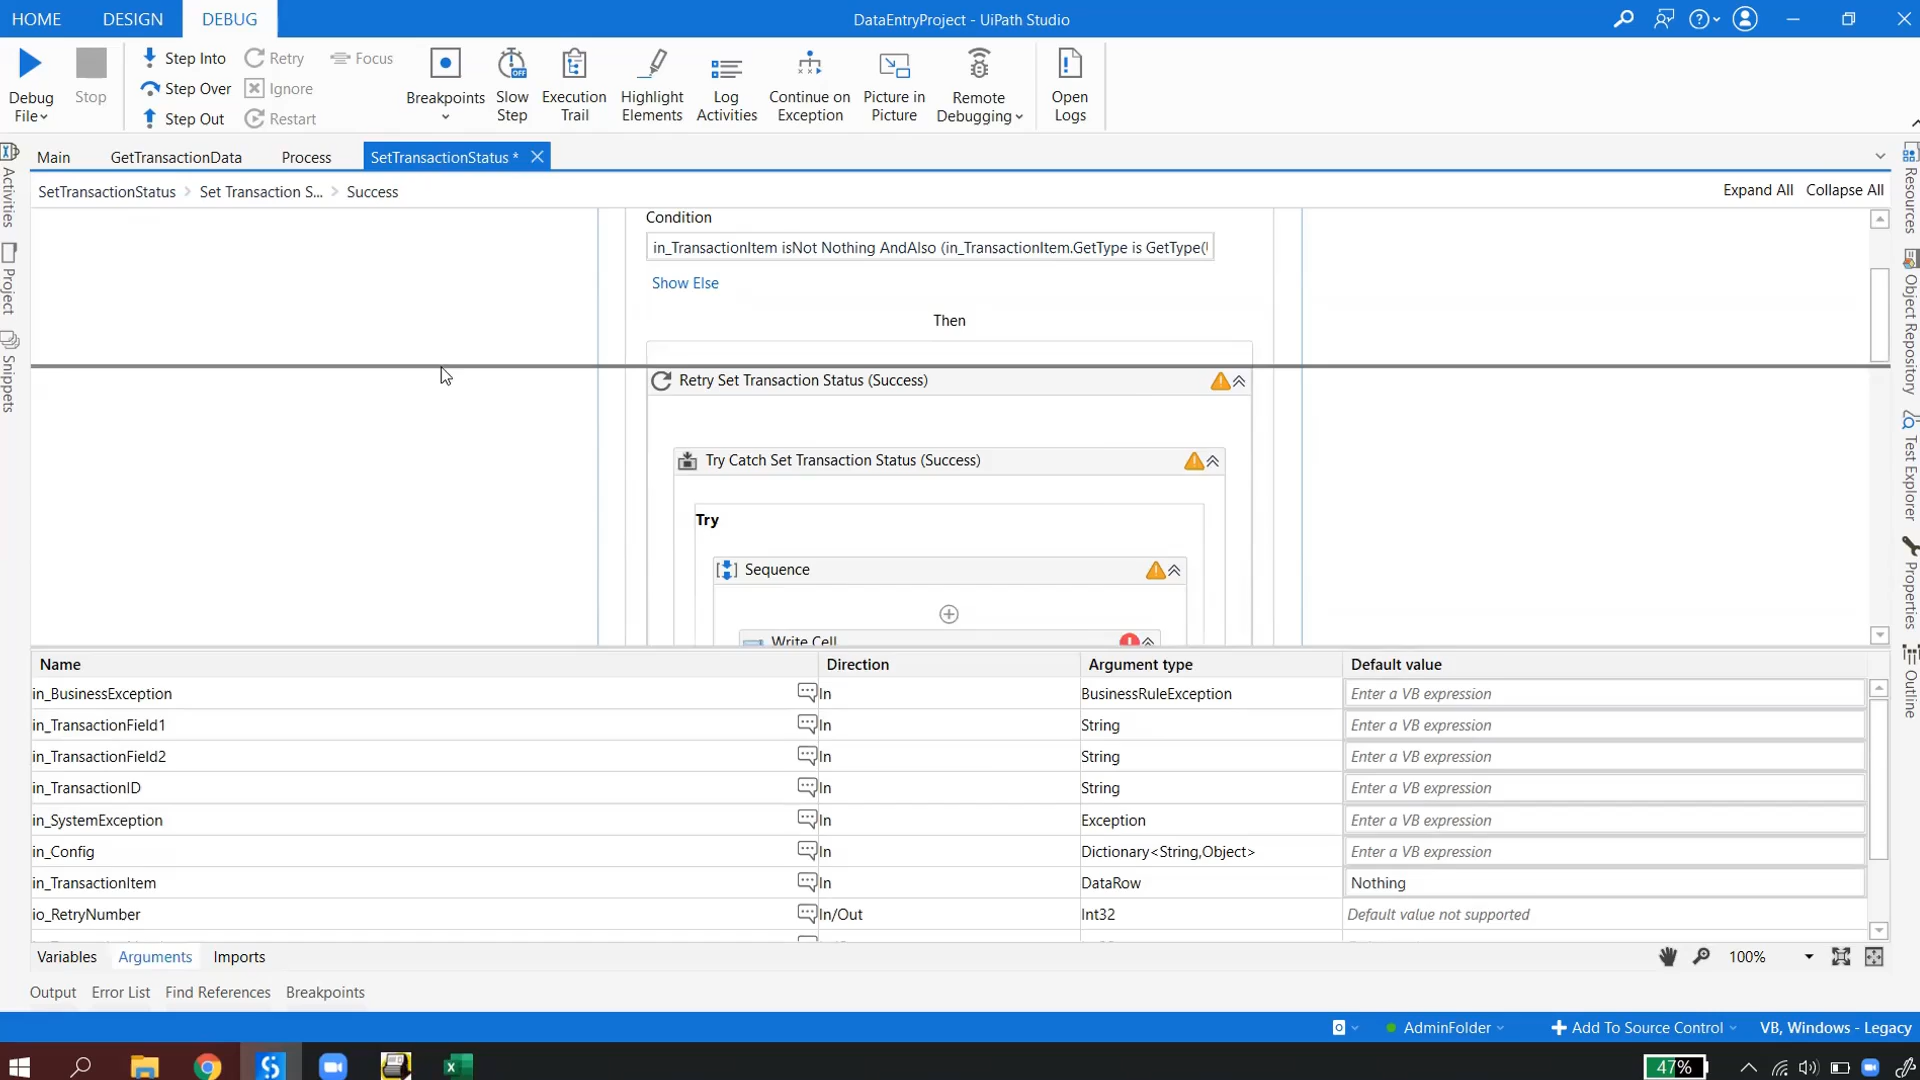 HOME
DESIGN
DEBUG
DataEntryProject - UiPath Studio
Debug File
Stop
Step Into
Step Over
Step Out
Retry
Ignore
Restart
Focus
Breakpoints
Slow Step
OFF
Execution Trail
Highlight Elements
Log Activities
Continue on Exception
Picture in Picture
Remote Debugging
Open Logs
Main
GetTransactionData
Process
SetTransactionStatus *
SetTransactionStatus > Set Transaction S... > Success
Expand All
Collapse All
Activities
Project
Snippets
Condition
in_TransactionItem isNot Nothing AndAlso (in_TransactionItem.GetType is GetType(
Show Else
Then
Retry Set Transaction Status (Success)
Try Catch Set Transaction Status (Success)
Try
Sequence
Write Cell
Resources
Object Repository
Test Explorer
Properties
Outline
Name Direction Argument type Default value
in_BusinessException In BusinessRuleException Enter a VB expression
in_TransactionField1 In String Enter a VB expression
in_TransactionField2 In String Enter a VB expression
in_TransactionID In String Enter a VB expression
in_SystemException In Exception Enter a VB expression
in_Config In Dictionary<String,Object> Enter a VB expression
in_TransactionItem In DataRow Nothing
io_RetryNumber In/Out Int32 Default value not supported
Variables
Arguments
Imports
100%
Output
Error List
Find References
Breakpoints
AdminFolder
Add To Source Control
VB, Windows - Legacy
47%